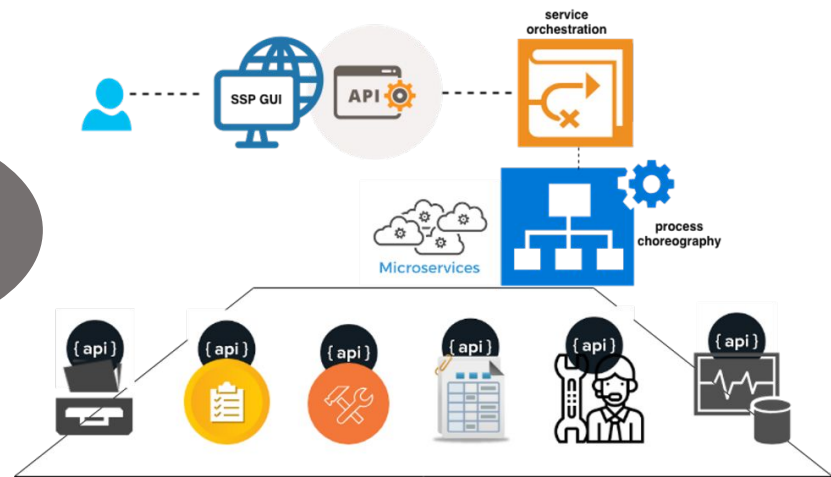 service
orchestration
SSP GUI
API
Microservices
process
choreography
{ api }
{ api }
{ api }
{ api }
{ api }
{ api }